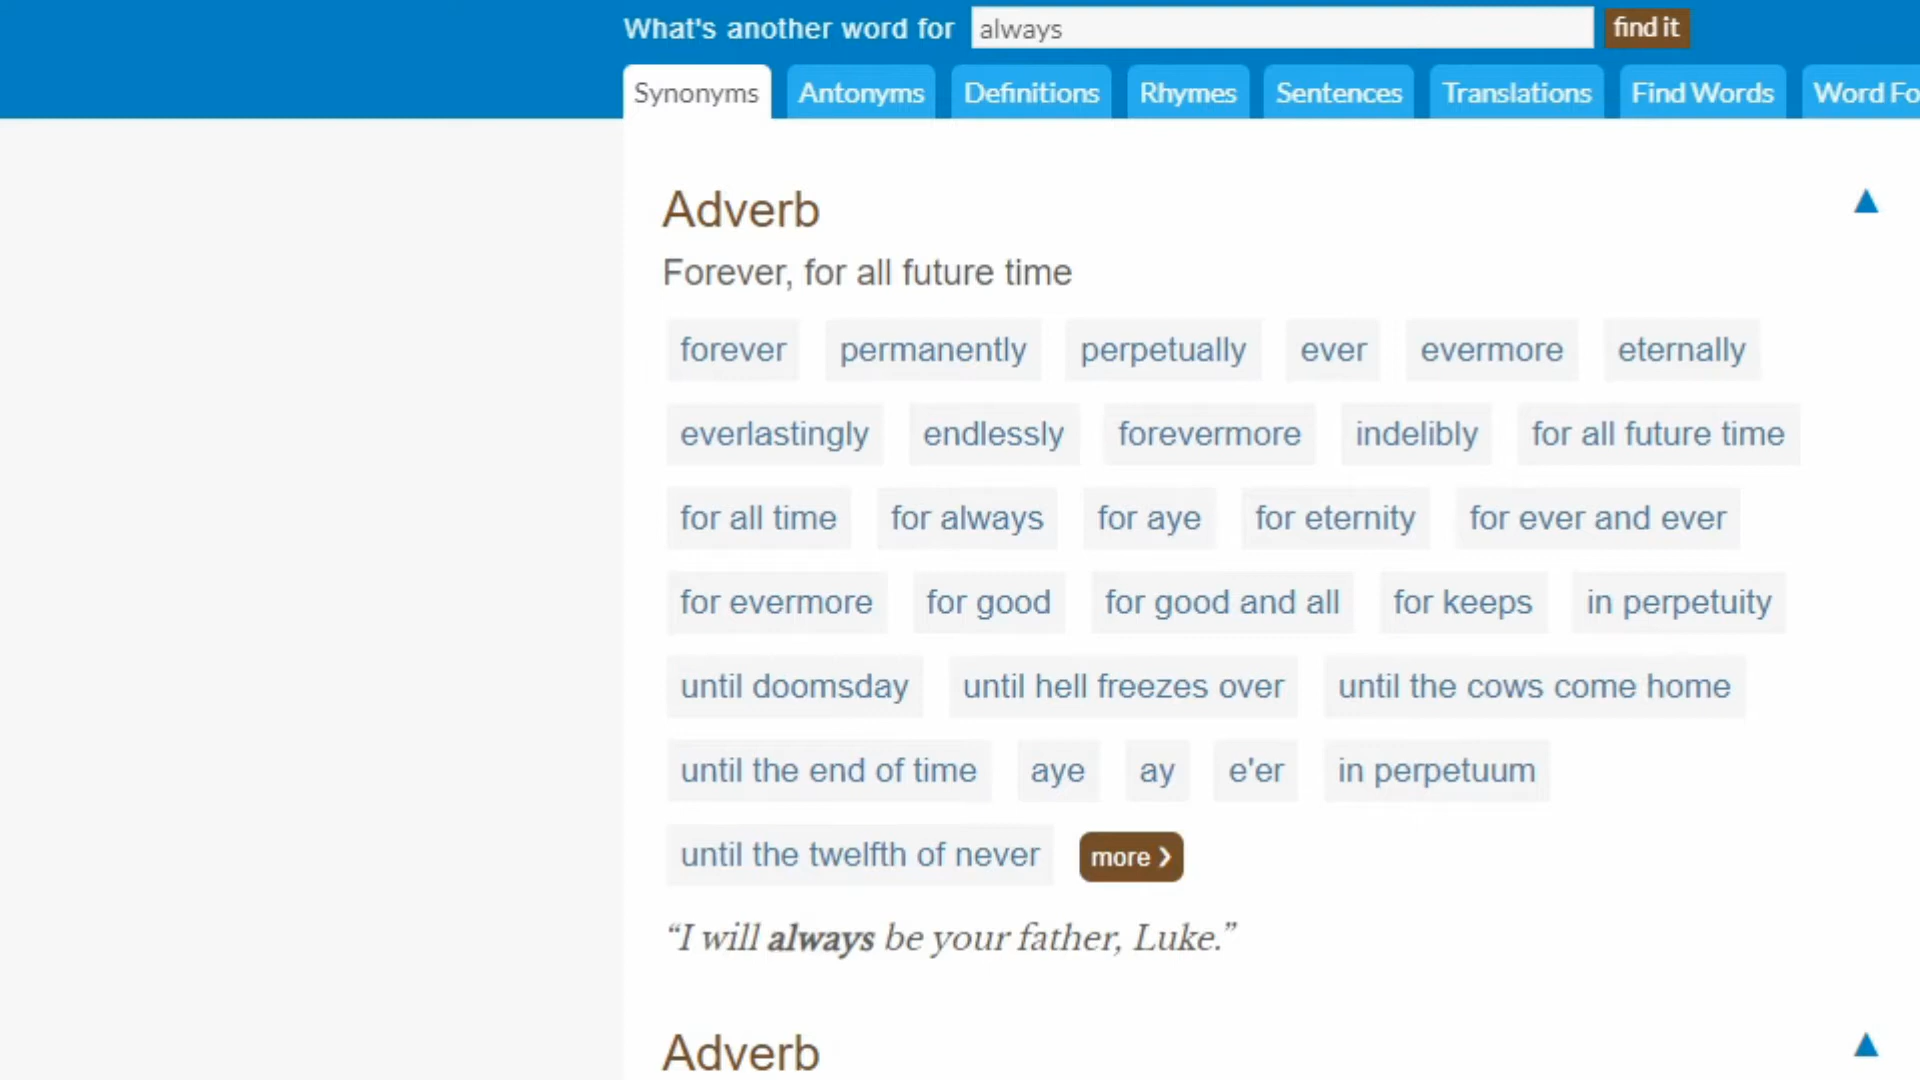 What's another word for always find it
Synonyms Antonyms Definitions Rhymes Sentences Translations Find Words Word Fo
Adverb ▲
Forever, for all future time
forever permanently perpetually ever evermore eternally
everlastingly endlessly forevermore indelibly for all future time
for all time for always for aye for eternity for ever and ever
for evermore for good for good and all for keeps in perpetuity
until doomsday until hell freezes over until the cows come home
until the end of time aye ay e'er in perpetuum
until the twelfth of never more ›
“I will always be your father, Luke.”
Adverb ▲